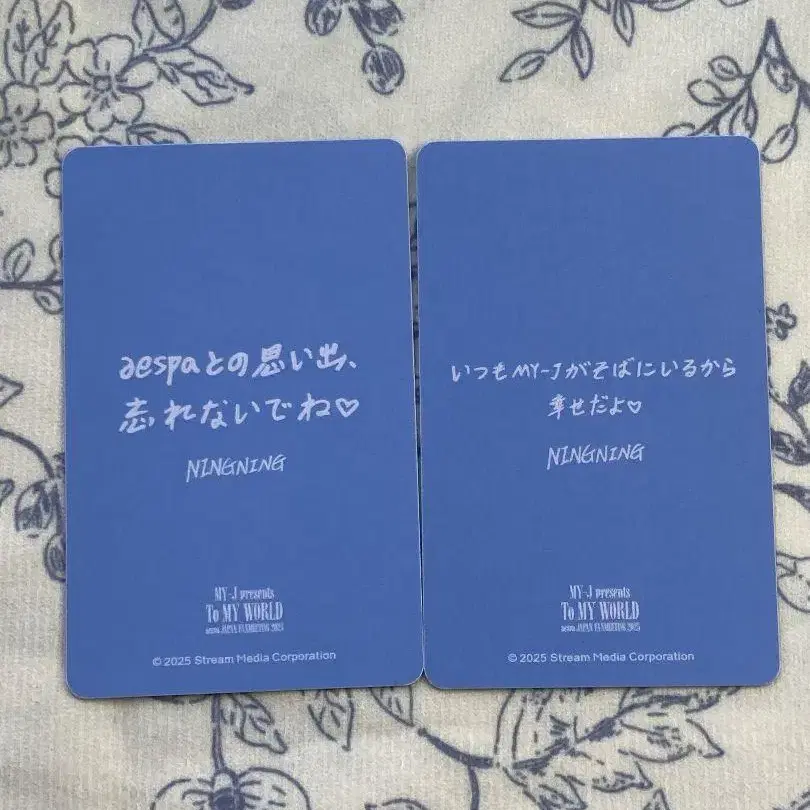 aespaとの思い出、
忘れないでね♡
NINGNING
MY-J presents
To MY WORLD
aespa JAPAN FANMEETING 2025
© 2025 Stream Media Corporation
いつもMY-Jがそばにいるから
幸せだよ♡
NINGNING
MY-J presents
To MY WORLD
aespa JAPAN FANMEETING 2025
© 2025 Stream Media Corporation